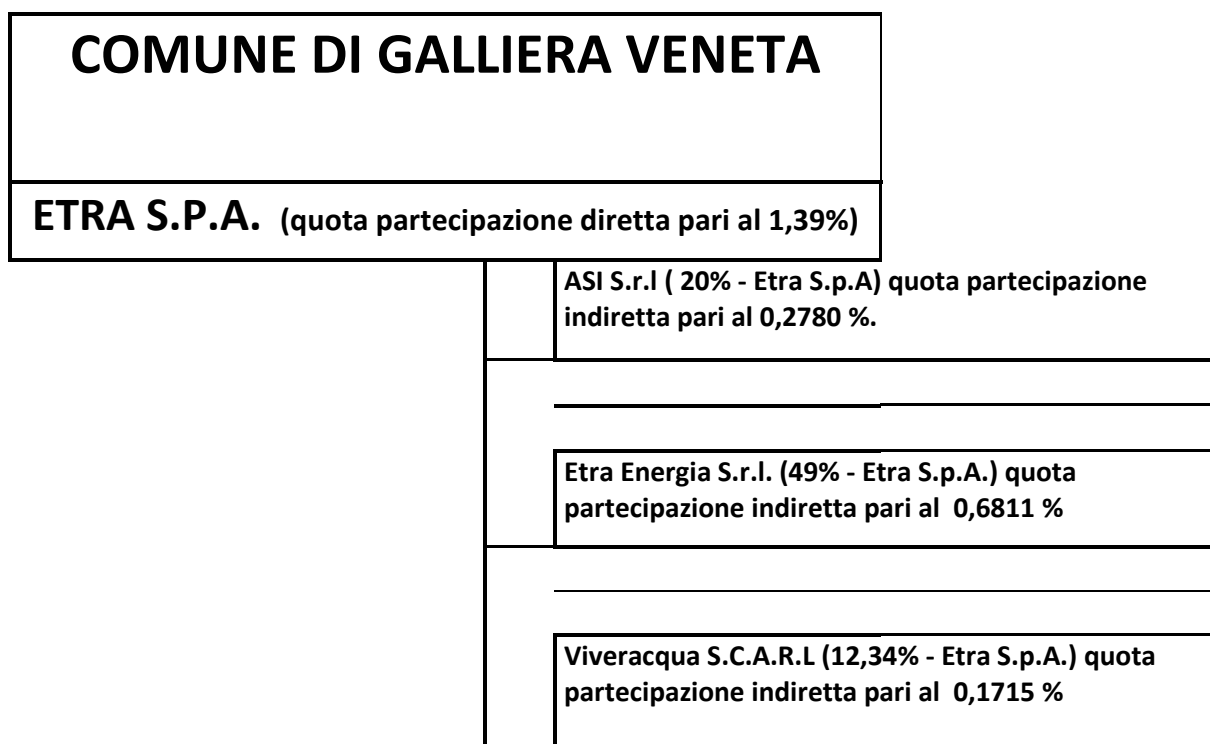 COMUNE DI GALLIERA VENETA
ETRA S.P.A. (quota partecipazione diretta pari al 1,39%)
ASI S.r.l ( 20% - Etra S.p.A) quota partecipazione
indiretta pari al 0,2780 %.
Etra Energia S.r.l. (49% - Etra S.p.A.) quota
partecipazione indiretta pari al  0,6811 %
Viveracqua S.C.A.R.L (12,34% - Etra S.p.A.) quota
partecipazione indiretta pari al  0,1715 %